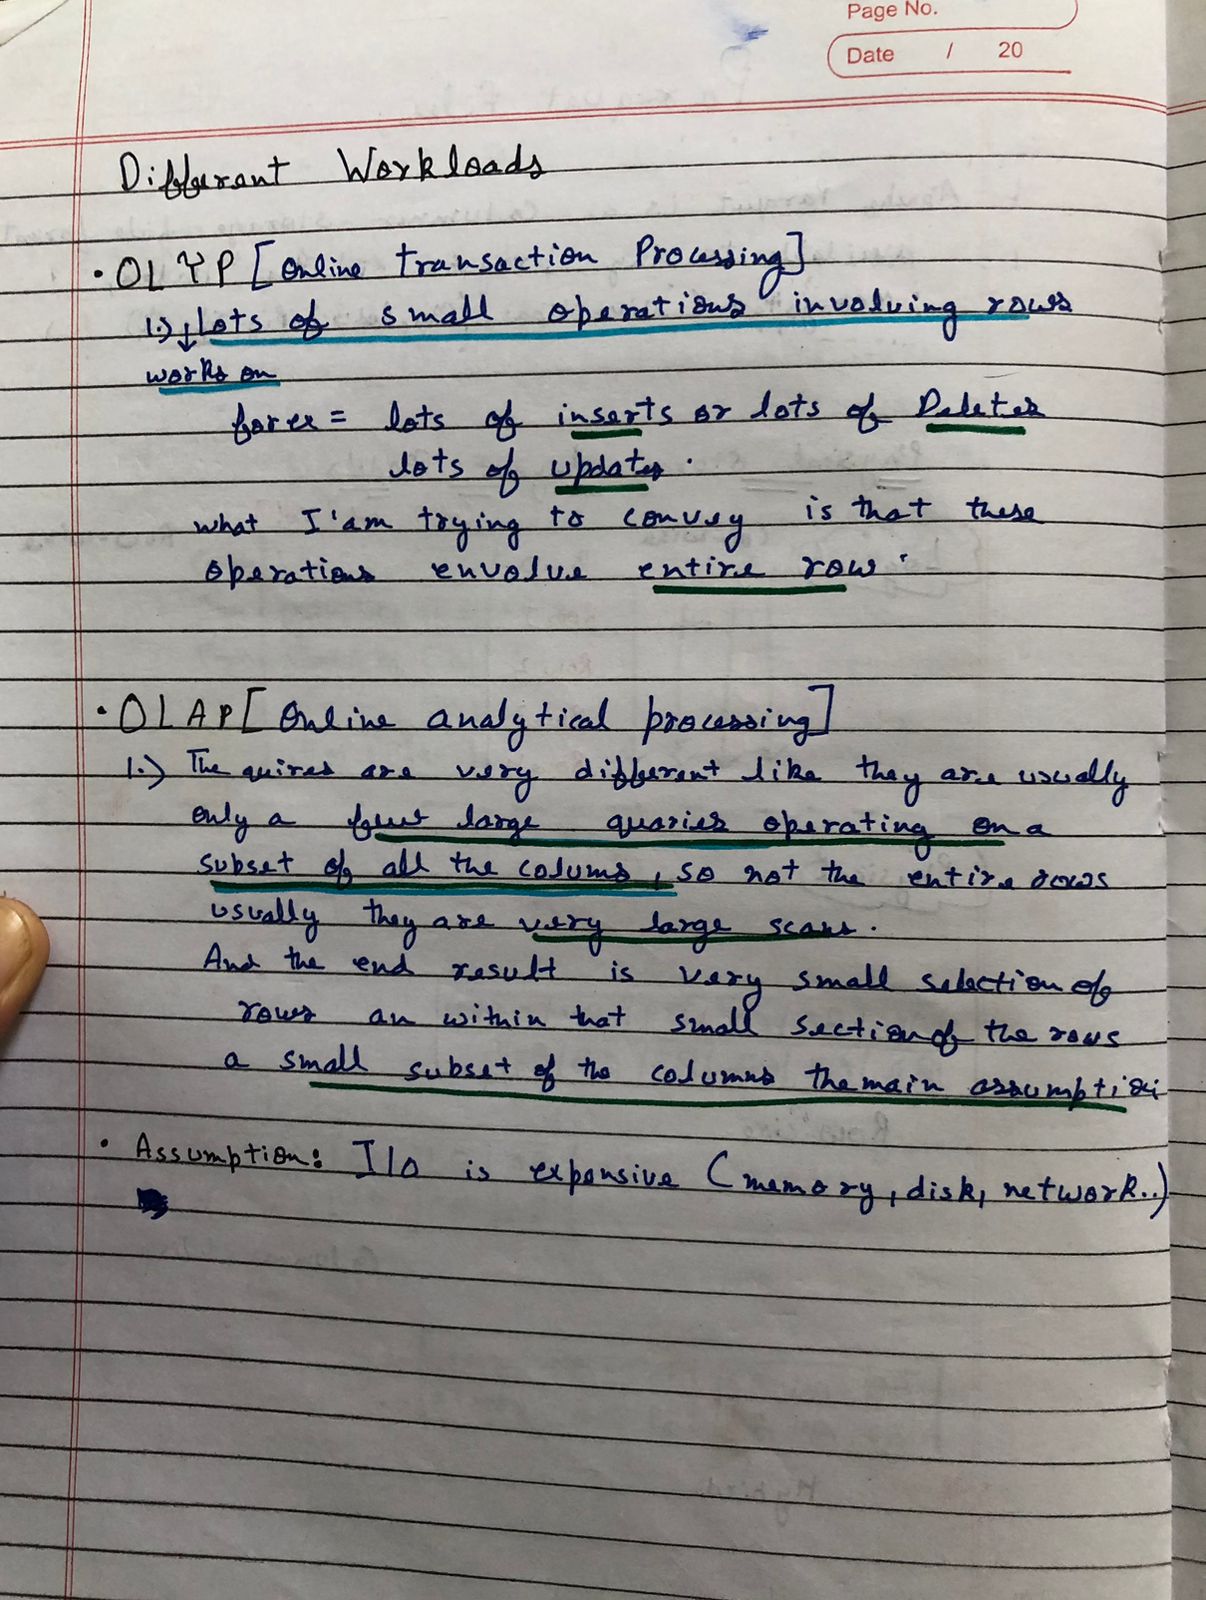 Page No.
Date / 20
Different Workloads
• OLYP [Online transaction Processing]
1.) Lots of small operations involving rows
works on
for ex = lots of inserts or lots of Deletes
lots of updates.
what I'am trying to convey is that these
operations envolve entire row.
• OLAP [Online analytical processing]
1.) The quires are very different like they are usually
only a few large quaries operating on a
subset of all the colums, so not the entire rows
usually they are very large scans.
And the end result is very small selection of
rows an within that small section of the rows
a small subset of the columns the main assumption
• Assumption: I/O is expensive (memory, disk, network..)